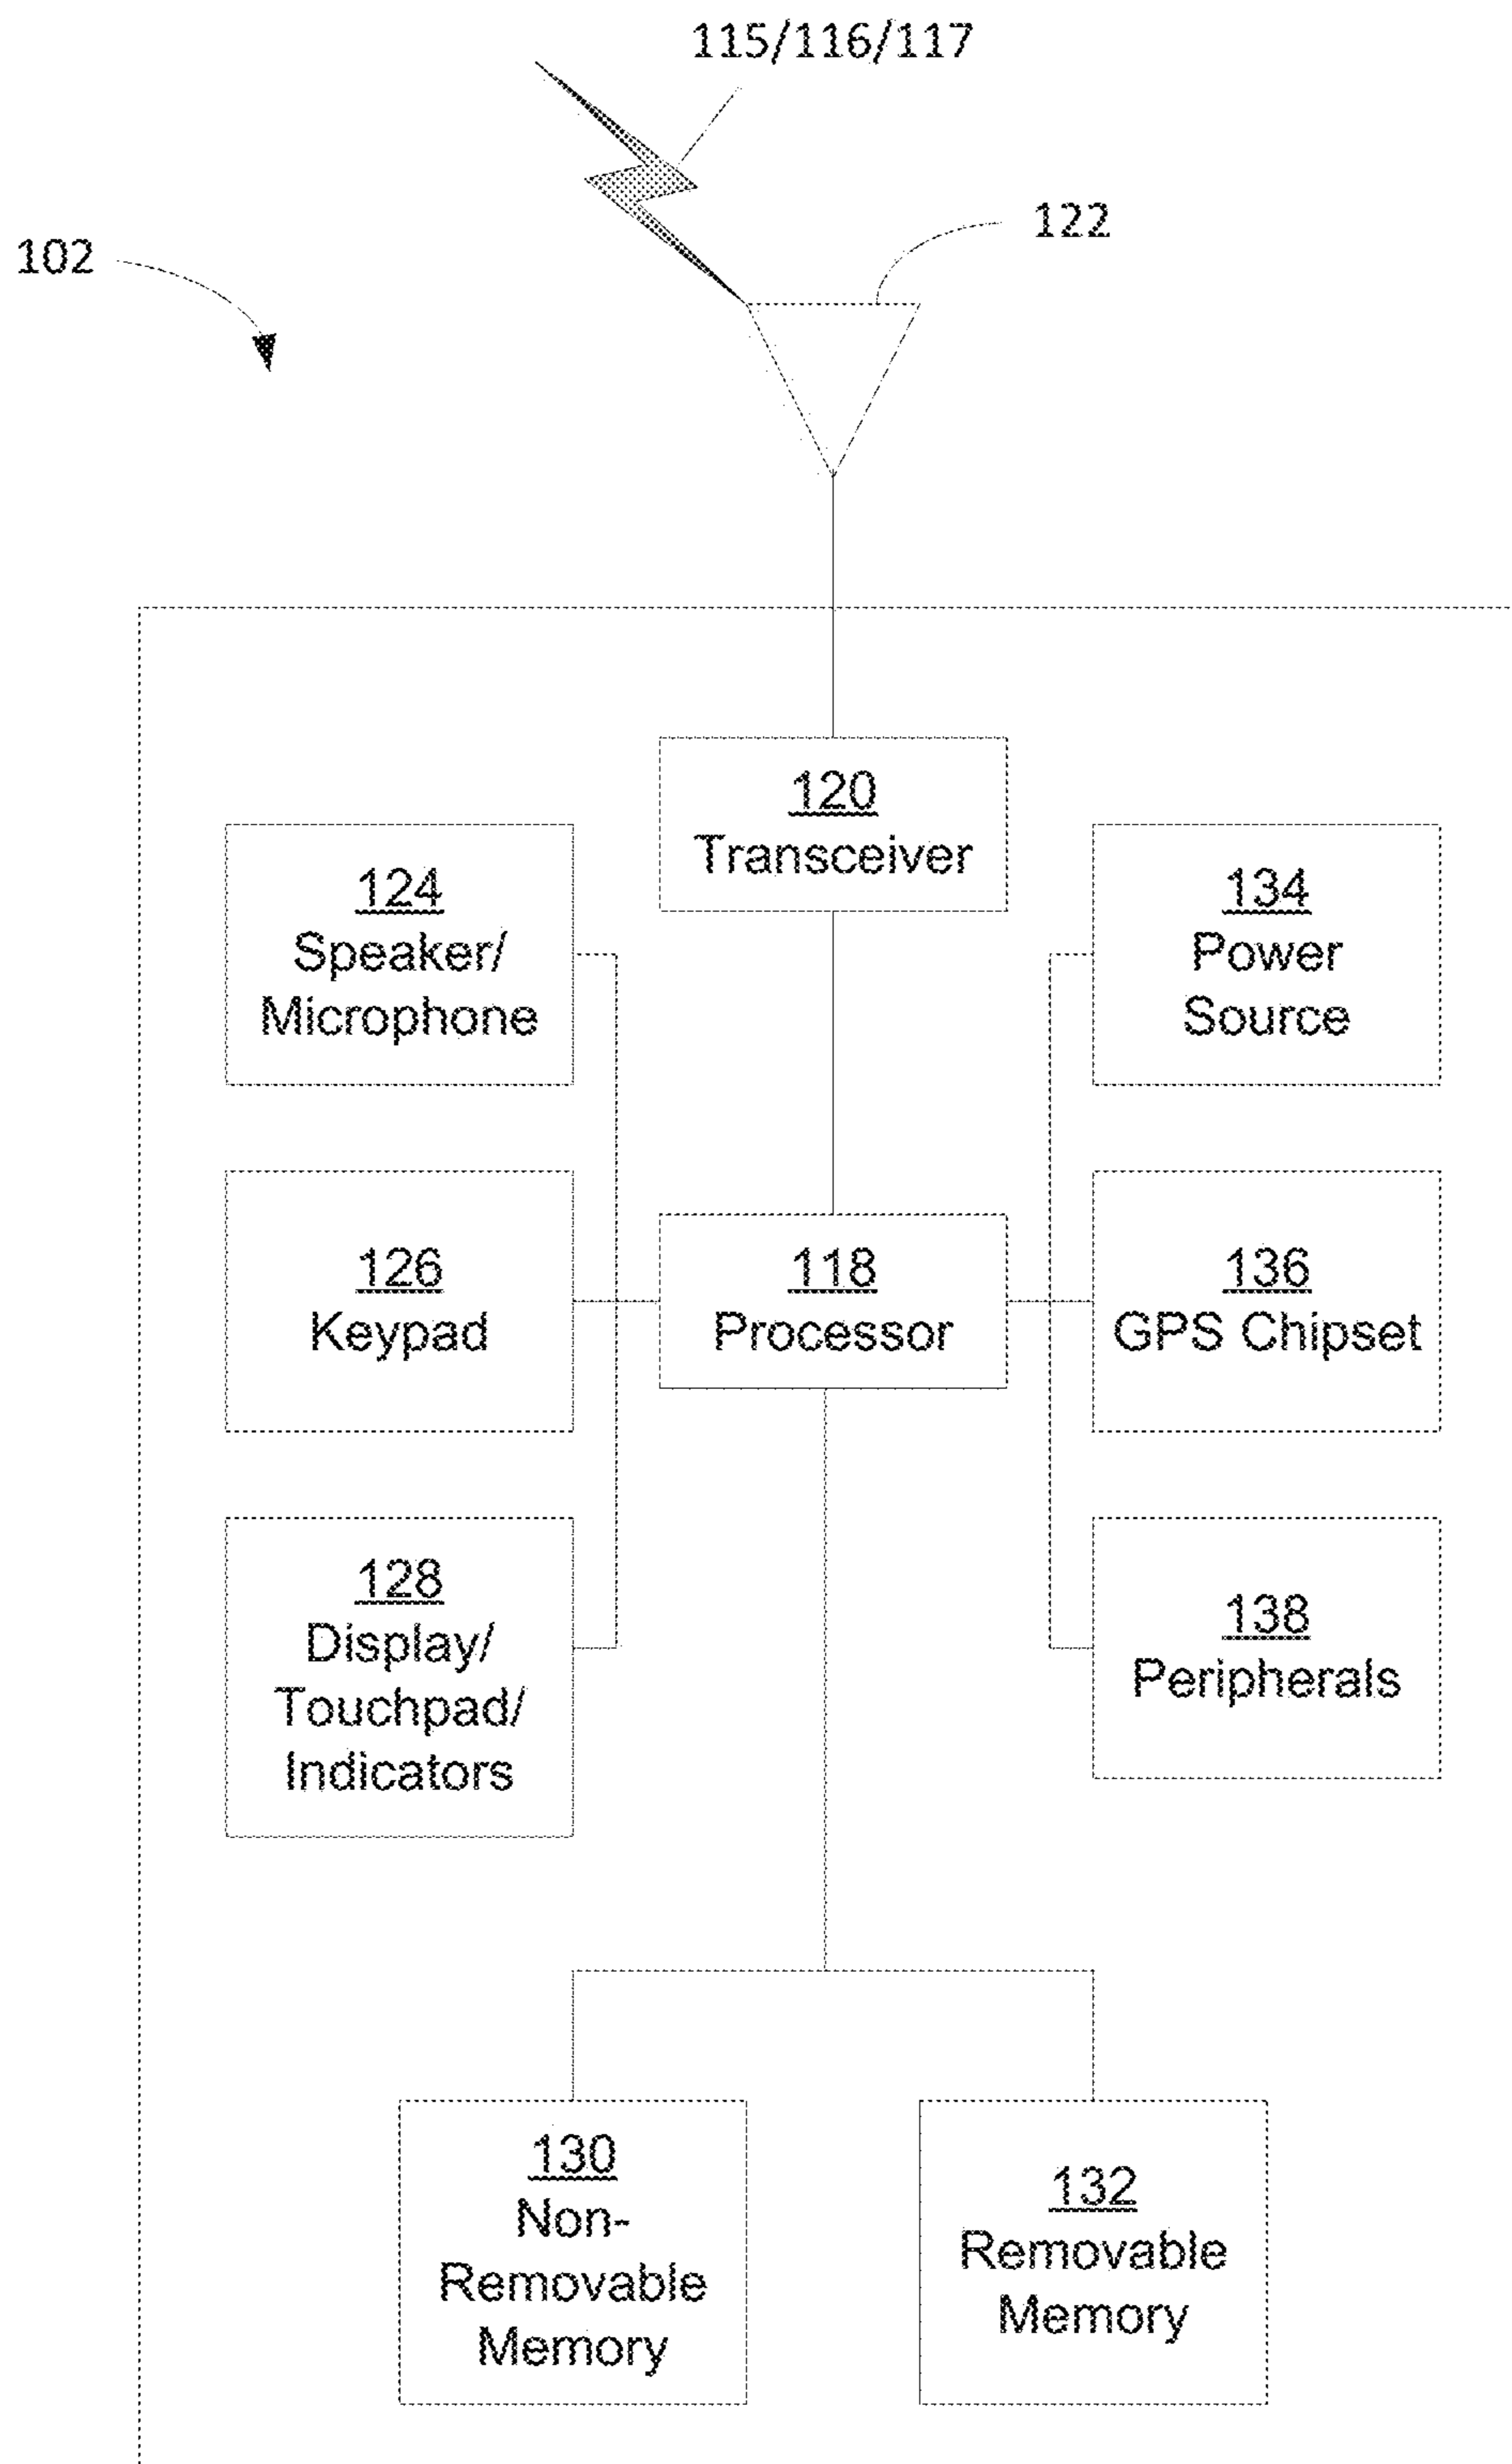 115/116/117
122
102
120
Transceiver
124
Speaker/
Microphone
134
Power
Source
126
Keypad
118
Processor
136
GPS Chipset
128
Display/
Touchpad/
Indicators
138
Peripherals
130
Non-
Removable
Memory
132
Removable
Memory